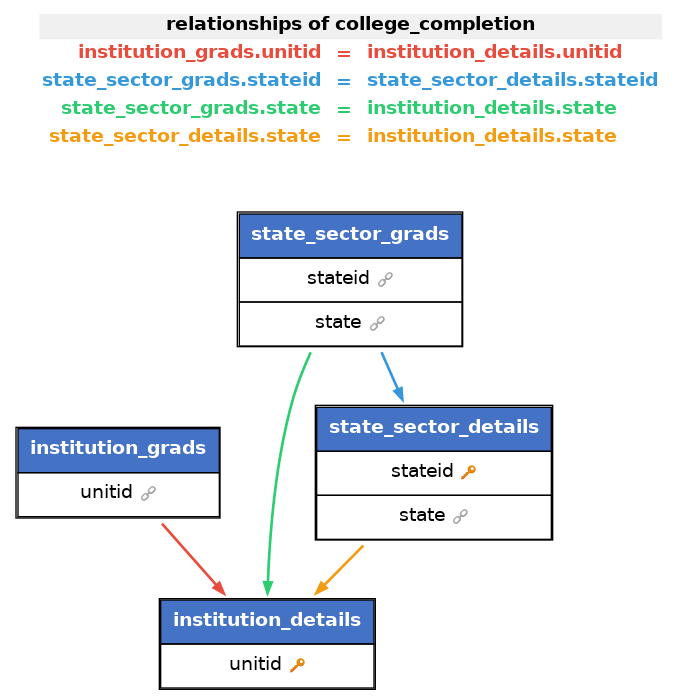 relationships of college_completion
institution_grads.unitid = institution_details.unitid
state_sector_grads.stateid = state_sector_details.stateid
state_sector_grads.state = institution_details.state
state_sector_details.state = institution_details.state
state_sector_grads
stateid
state
state_sector_details
stateid
state
institution_grads
unitid
institution_details
unitid